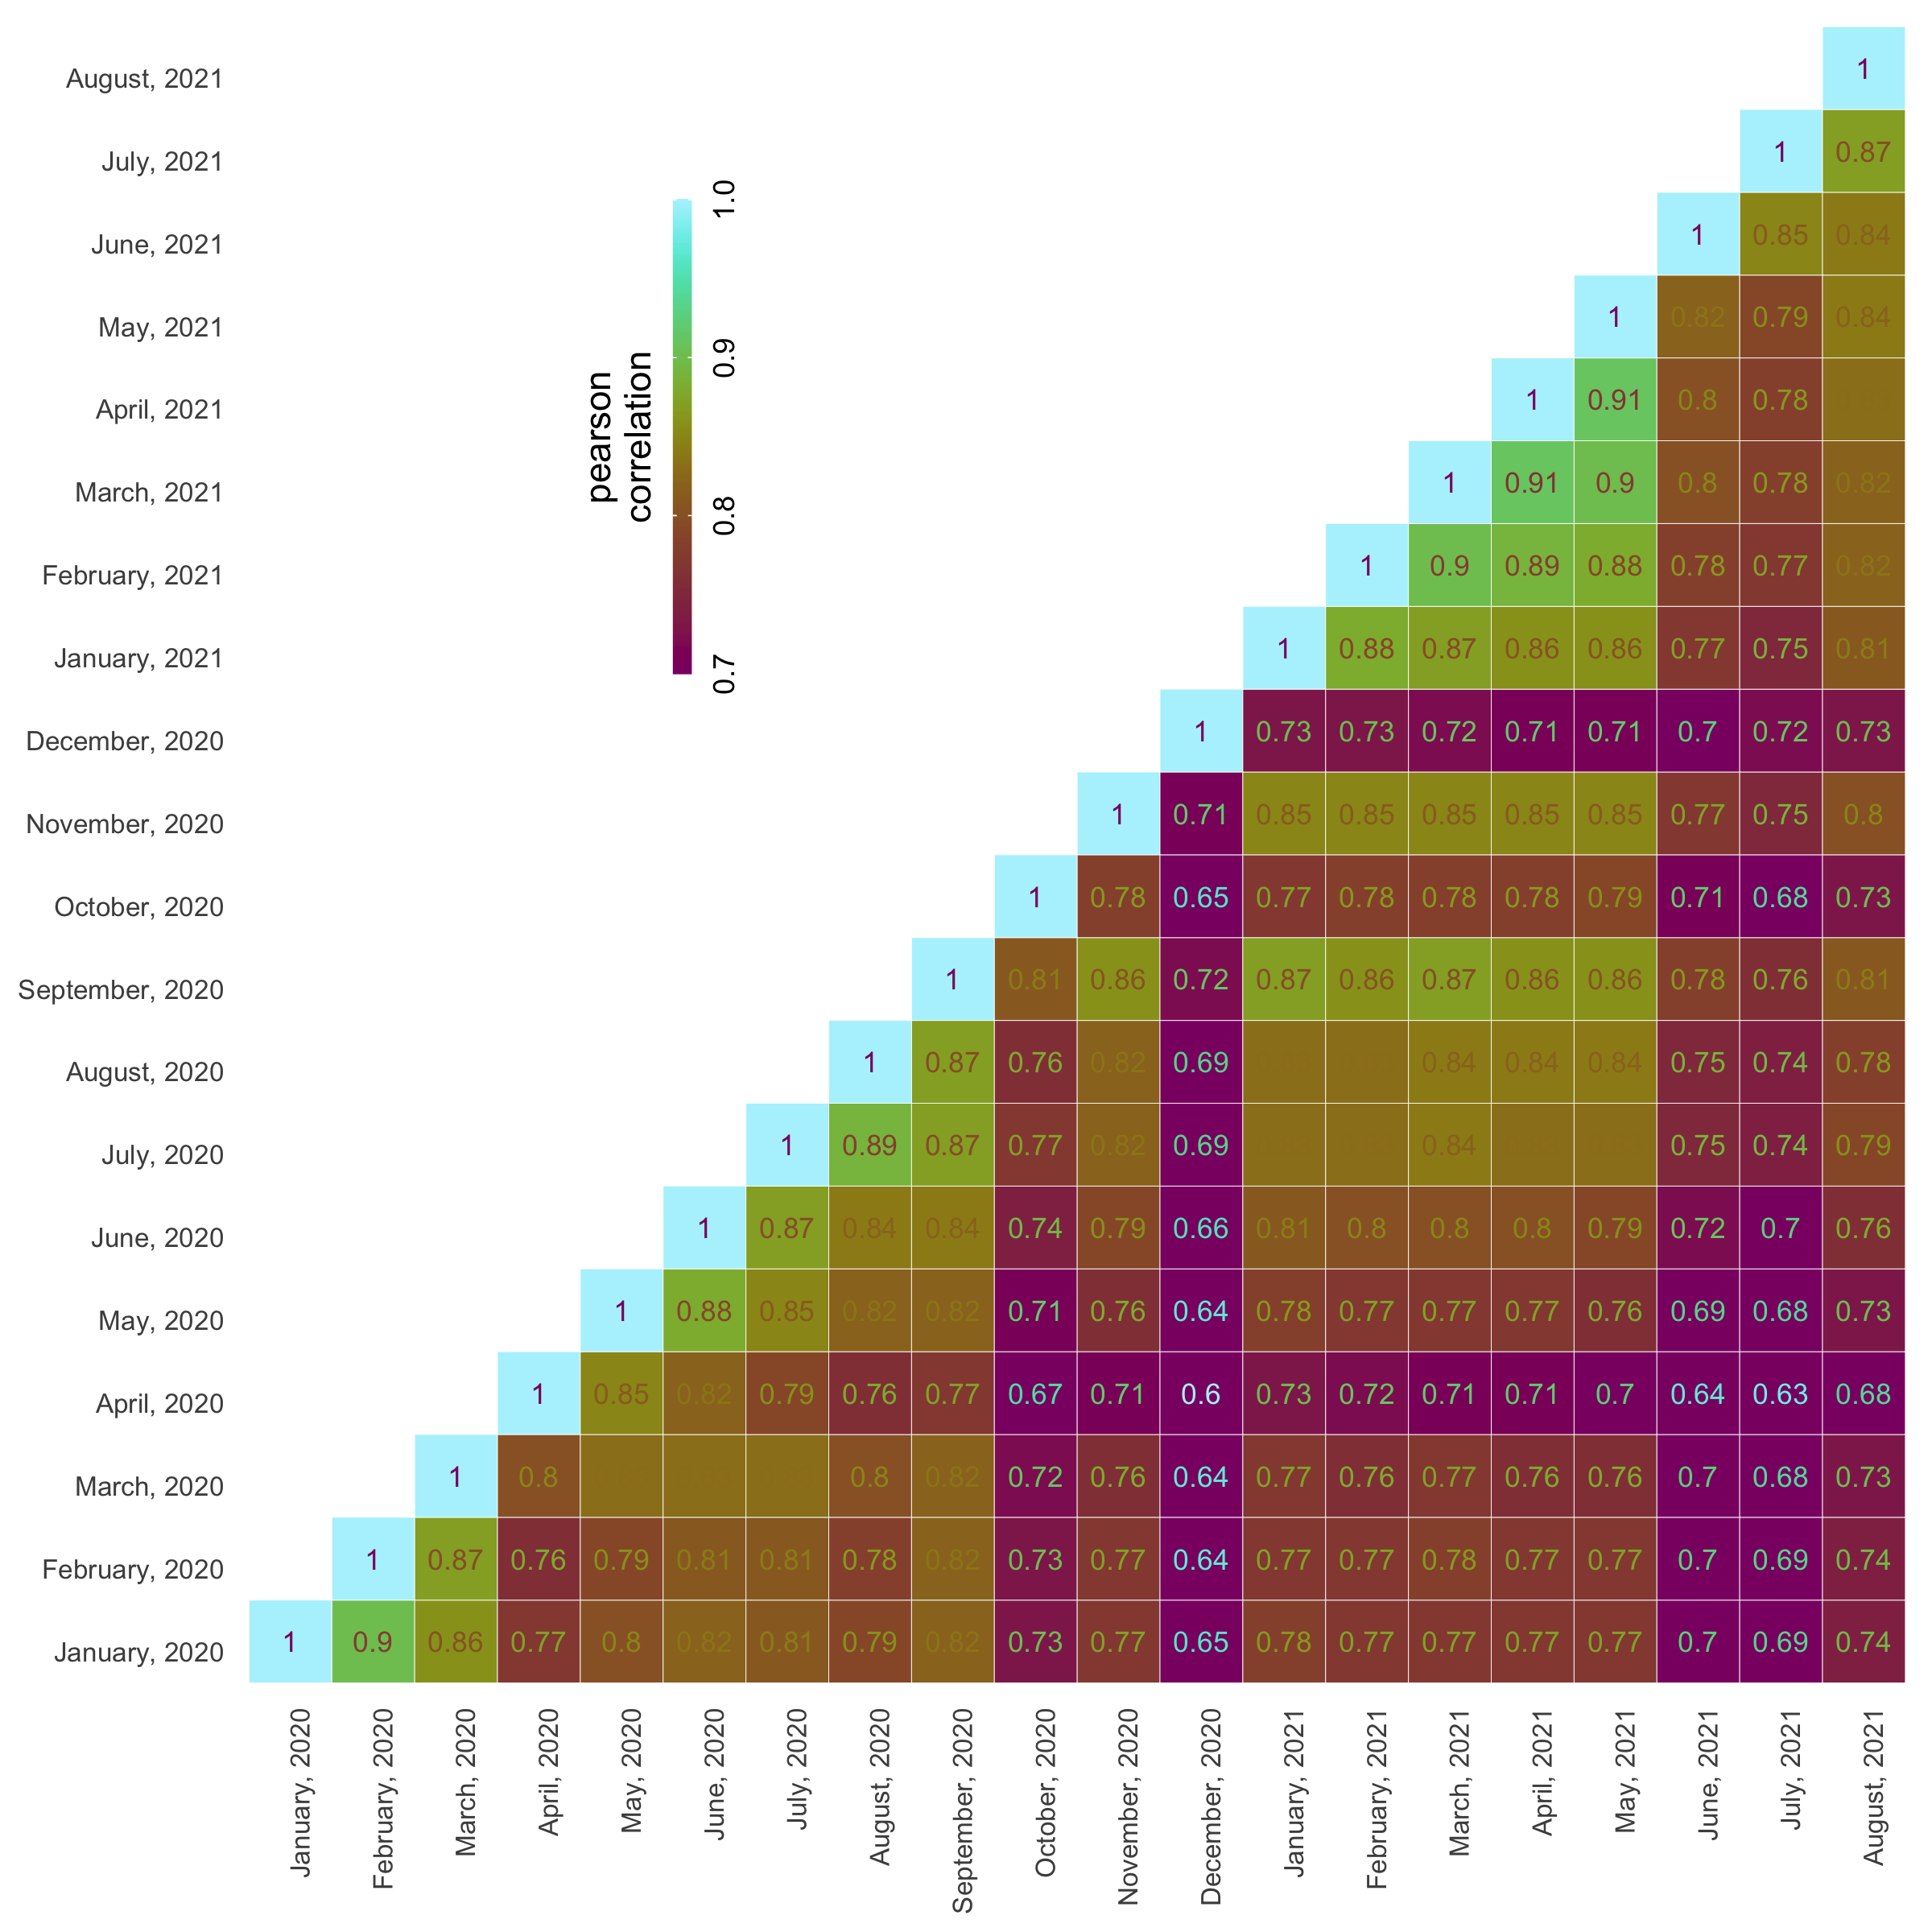 August, 2021 1
July, 2021 1 0.87
June, 2021 1 0.85 0.84
May, 2021 1 0.82 0.79 0.84
April, 2021 1 0.91 0.8 0.78
March, 2021 1 0.91 0.9 0.8 0.78 0.82
February, 2021 1 0.9 0.89 0.88 0.78 0.77 0.82
January, 2021 1 0.88 0.87 0.86 0.86 0.77 0.75 0.81
December, 2020 1 0.73 0.73 0.72 0.71 0.71 0.7 0.72 0.73
November, 2020 1 0.71 0.85 0.85 0.85 0.85 0.85 0.77 0.75 0.8
October, 2020 1 0.78 0.65 0.77 0.78 0.78 0.78 0.79 0.71 0.68 0.73
September, 2020 1 0.81 0.86 0.72 0.87 0.86 0.87 0.86 0.86 0.78 0.76 0.81
August, 2020 1 0.87 0.76 0.82 0.69 0.84 0.84 0.84 0.75 0.74 0.78
July, 2020 1 0.89 0.87 0.77 0.82 0.69 0.84 0.75 0.74 0.79
June, 2020 1 0.87 0.84 0.84 0.74 0.79 0.66 0.81 0.8 0.8 0.8 0.79 0.72 0.7 0.76
May, 2020 1 0.88 0.85 0.82 0.82 0.71 0.76 0.64 0.78 0.77 0.77 0.77 0.76 0.69 0.68 0.73
April, 2020 1 0.85 0.82 0.79 0.76 0.77 0.67 0.71 0.6 0.73 0.72 0.71 0.71 0.7 0.64 0.63 0.68
March, 2020 1 0.8 0.8 0.82 0.72 0.76 0.64 0.77 0.76 0.77 0.76 0.76 0.7 0.68 0.73
February, 2020 1 0.87 0.76 0.79 0.81 0.81 0.78 0.82 0.73 0.77 0.64 0.77 0.77 0.78 0.77 0.77 0.7 0.69 0.74
January, 2020 1 0.9 0.86 0.77 0.8 0.82 0.81 0.79 0.82 0.73 0.77 0.65 0.78 0.77 0.77 0.77 0.77 0.7 0.69 0.74
pearson
correlation
1.0
0.9
0.8
0.7
January, 2020
February, 2020
March, 2020
April, 2020
May, 2020
June, 2020
July, 2020
August, 2020
September, 2020
October, 2020
November, 2020
December, 2020
January, 2021
February, 2021
March, 2021
April, 2021
May, 2021
June, 2021
July, 2021
August, 2021